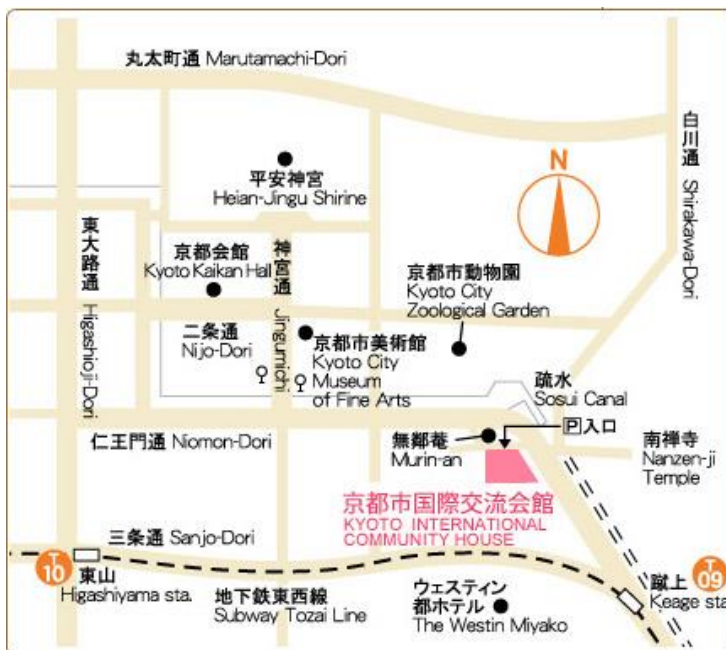 丸太町通 Marutamachi-Dori
白川通 Shirakawa-Dori
N
平安神宮
Heian-Jingu Shirine
東大路通 Higashioji-Dori
京都会館
Kyoto Kaikan Hall
神宮通 Jingumichi
京都市動物園
Kyoto City
Zoological Garden
二条通
Nijo-Dori
京都市美術館
Kyoto City
Museum
of Fine Arts
疏水
Sosui Canal
P入口
仁王門通 Niomon-Dori
無鄰菴
Murin-an
南禅寺
Nanzen-ji
Temple
京都市国際交流会館
KYOTO INTERNATIONAL
COMMUNITY HOUSE
三条通 Sanjo-Dori
T
10
東山
Higashiyama sta.
地下鉄東西線
Subway Tozai Line
ウェスティン
都ホテル
The Westin Miyako
T
09
蹴上
Keage sta